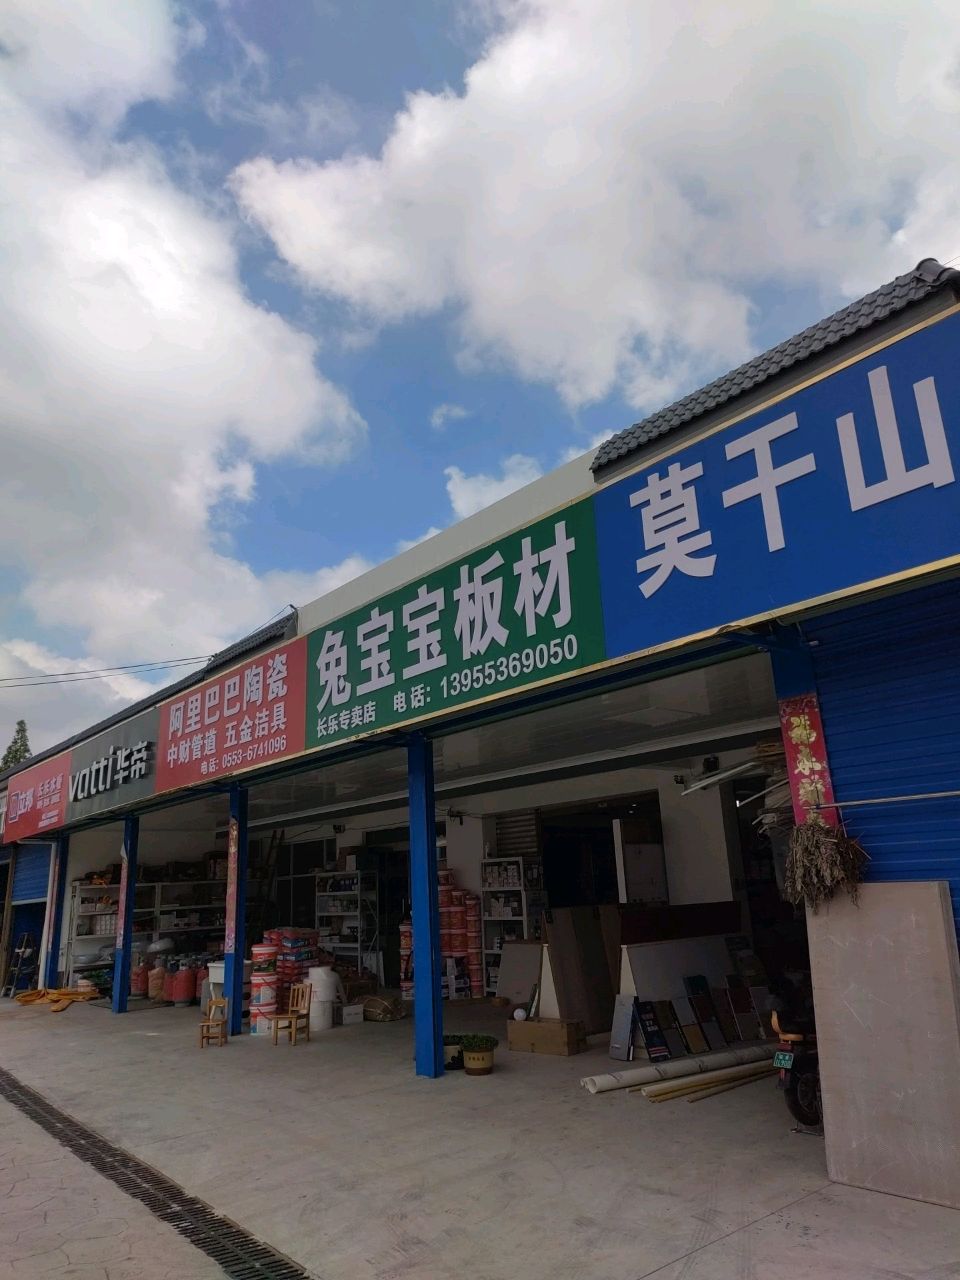 莫干山
兔宝宝板材
长乐专卖店 电话：13955369050
阿里巴巴陶瓷
中财管道 五金洁具
电话：0553-6741096
vatti华帝